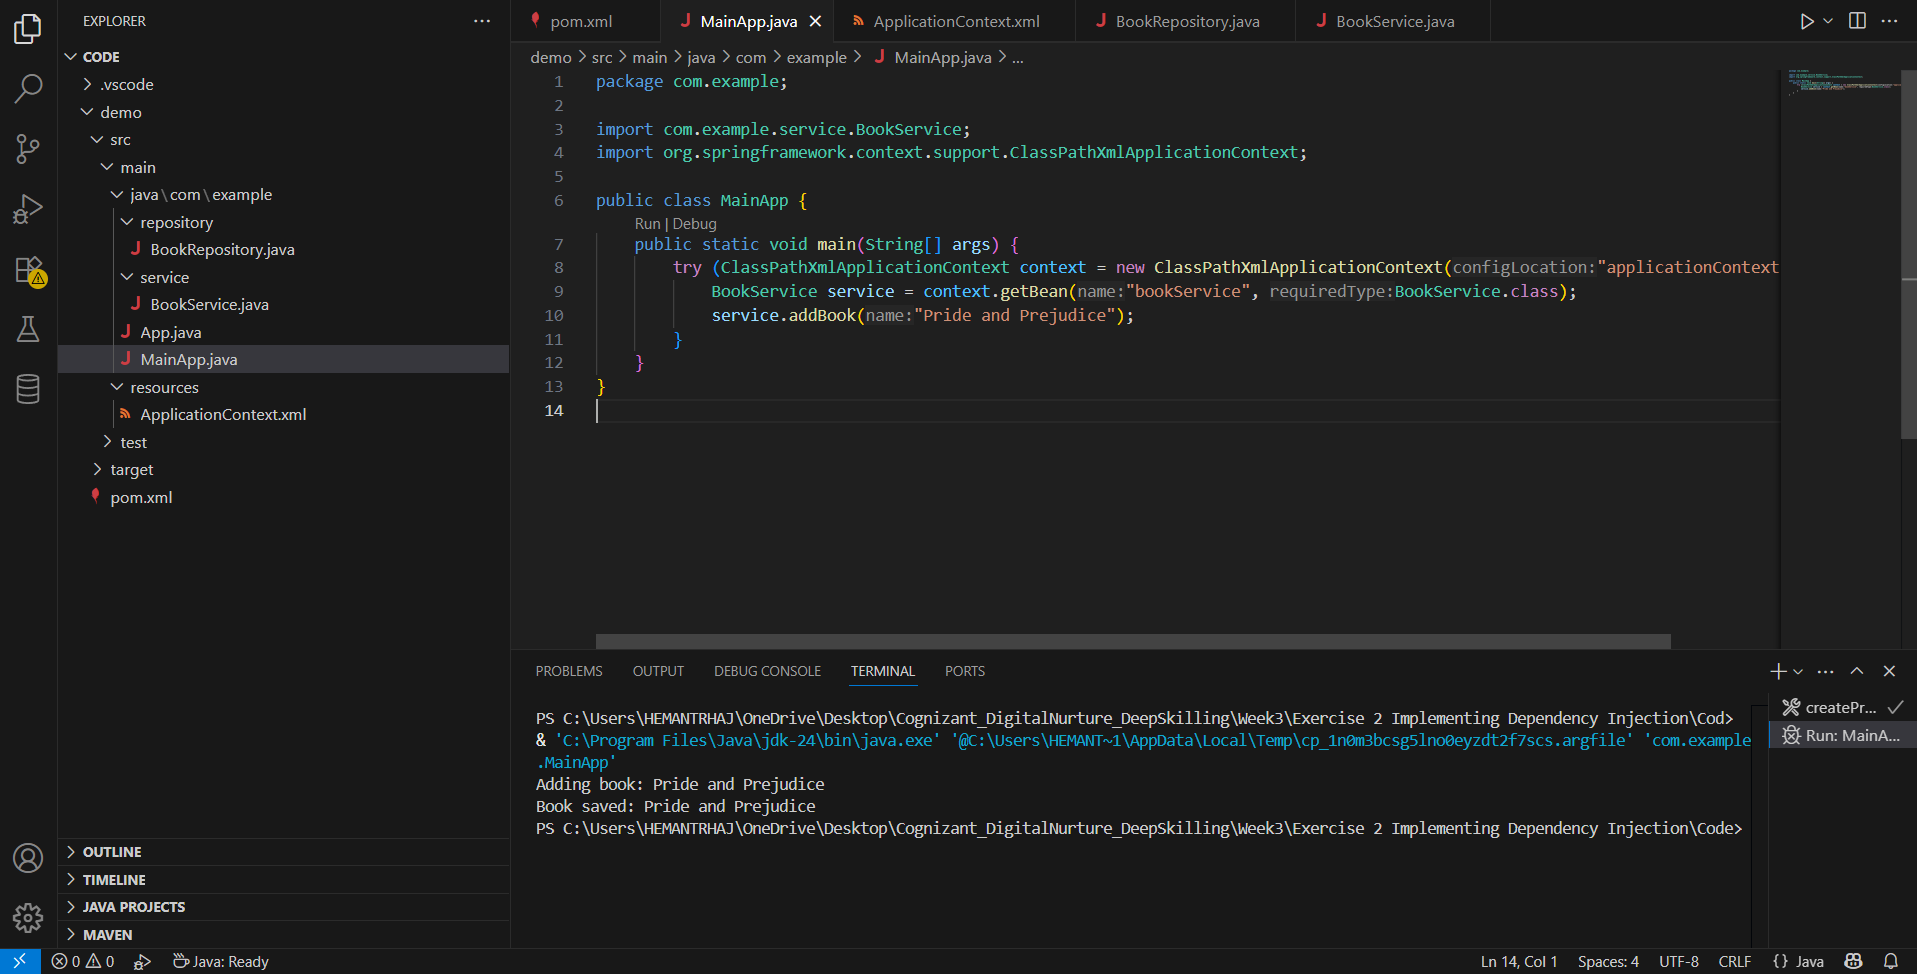 EXPLORER
CODE
.vscode
demo
src
main
java\com\example
repository
BookRepository.java
service
BookService.java
App.java
MainApp.java
resources
ApplicationContext.xml
test
target
pom.xml
OUTLINE
TIMELINE
JAVA PROJECTS
MAVEN
pom.xml MainApp.java ApplicationContext.xml BookRepository.java BookService.java
demo > src > main > java > com > example > MainApp.java > ...
1 package com.example;
2
3 import com.example.service.BookService;
4 import org.springframework.context.support.ClassPathXmlApplicationContext;
5
6 public class MainApp {
Run | Debug
7 public static void main(String[] args) {
8 try (ClassPathXmlApplicationContext context = new ClassPathXmlApplicationContext(configLocation:"applicationContext
9 BookService service = context.getBean(name:"bookService", requiredType:BookService.class);
10 service.addBook(name:"Pride and Prejudice");
11 }
12 }
13 }
14
PROBLEMS OUTPUT DEBUG CONSOLE TERMINAL PORTS
PS C:\Users\HEMANTRHAJ\OneDrive\Desktop\Cognizant_DigitalNurture_DeepSkilling\Week3\Exercise 2 Implementing Dependency Injection\Cod>
& 'C:\Program Files\Java\jdk-24\bin\java.exe' '@C:\Users\HEMANT~1\AppData\Local\Temp\cp_1n0m3bcsg5lno0eyzdt2f7scs.argfile' 'com.example
.MainApp'
Adding book: Pride and Prejudice
Book saved: Pride and Prejudice
PS C:\Users\HEMANTRHAJ\OneDrive\Desktop\Cognizant_DigitalNurture_DeepSkilling\Week3\Exercise 2 Implementing Dependency Injection\Code>
createPr...
Run: MainA...
0 0 Java: Ready
Ln 14, Col 1 Spaces: 4 UTF-8 CRLF {} Java